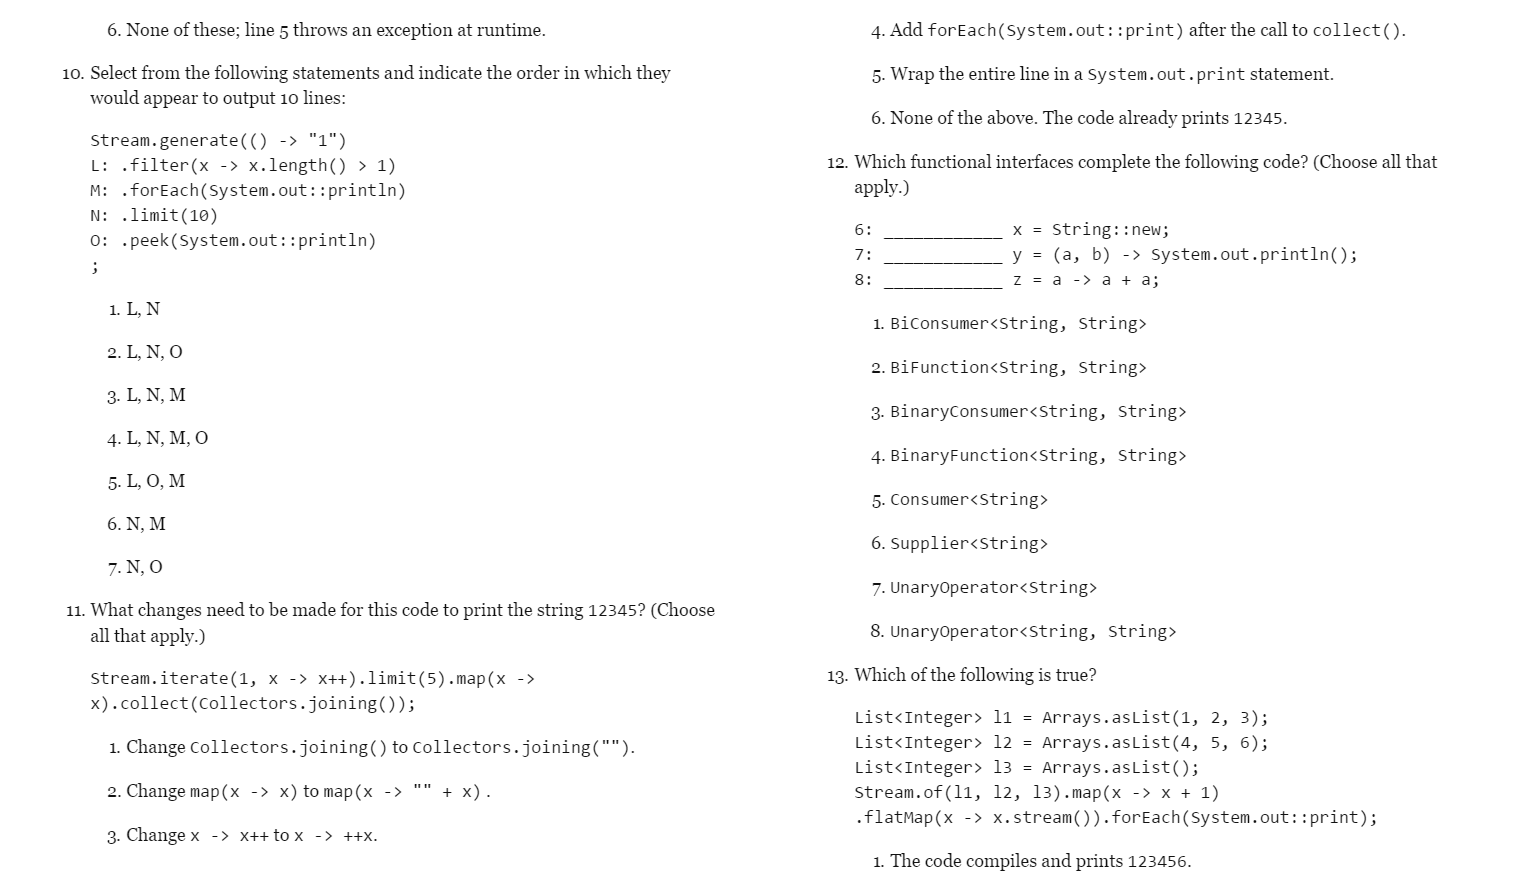 6. None of these; line 5 throws an exception at runtime.
10. Select from the following statements and indicate the order in which they
would appear to output 10 lines:
Stream.generate(() -> "1")
L: .filter(x -> x.length() > 1)
M: .forEach(System.out::println)
N: .limit(10)
O: .peek(System.out::println)
;
1. L, N
2. L, N, O
3. L, N, M
4. L, N, M, O
5. L, O, M
6. N, M
7. N, O
11. What changes need to be made for this code to print the string 12345? (Choose
all that apply.)
Stream.iterate(1, x -> x++).limit(5).map(x ->
x).collect(Collectors.joining());
1. Change Collectors.joining() to Collectors.joining("").
2. Change map(x -> x) to map(x -> "" + x) .
3. Change x -> x++ to x -> ++x.
4. Add forEach(System.out::print) after the call to collect().
5. Wrap the entire line in a System.out.print statement.
6. None of the above. The code already prints 12345.
12. Which functional interfaces complete the following code? (Choose all that
apply.)
6: ____________ x = String::new;
7: ____________ y = (a, b) -> System.out.println();
8: ____________ z = a -> a + a;
1. BiConsumer<String, String>
2. BiFunction<String, String>
3. BinaryConsumer<String, String>
4. BinaryFunction<String, String>
5. Consumer<String>
6. Supplier<String>
7. UnaryOperator<String>
8. UnaryOperator<String, String>
13. Which of the following is true?
List<Integer> l1 = Arrays.asList(1, 2, 3);
List<Integer> l2 = Arrays.asList(4, 5, 6);
List<Integer> l3 = Arrays.asList();
Stream.of(l1, l2, l3).map(x -> x + 1)
.flatMap(x -> x.stream()).forEach(System.out::print);
1. The code compiles and prints 123456.